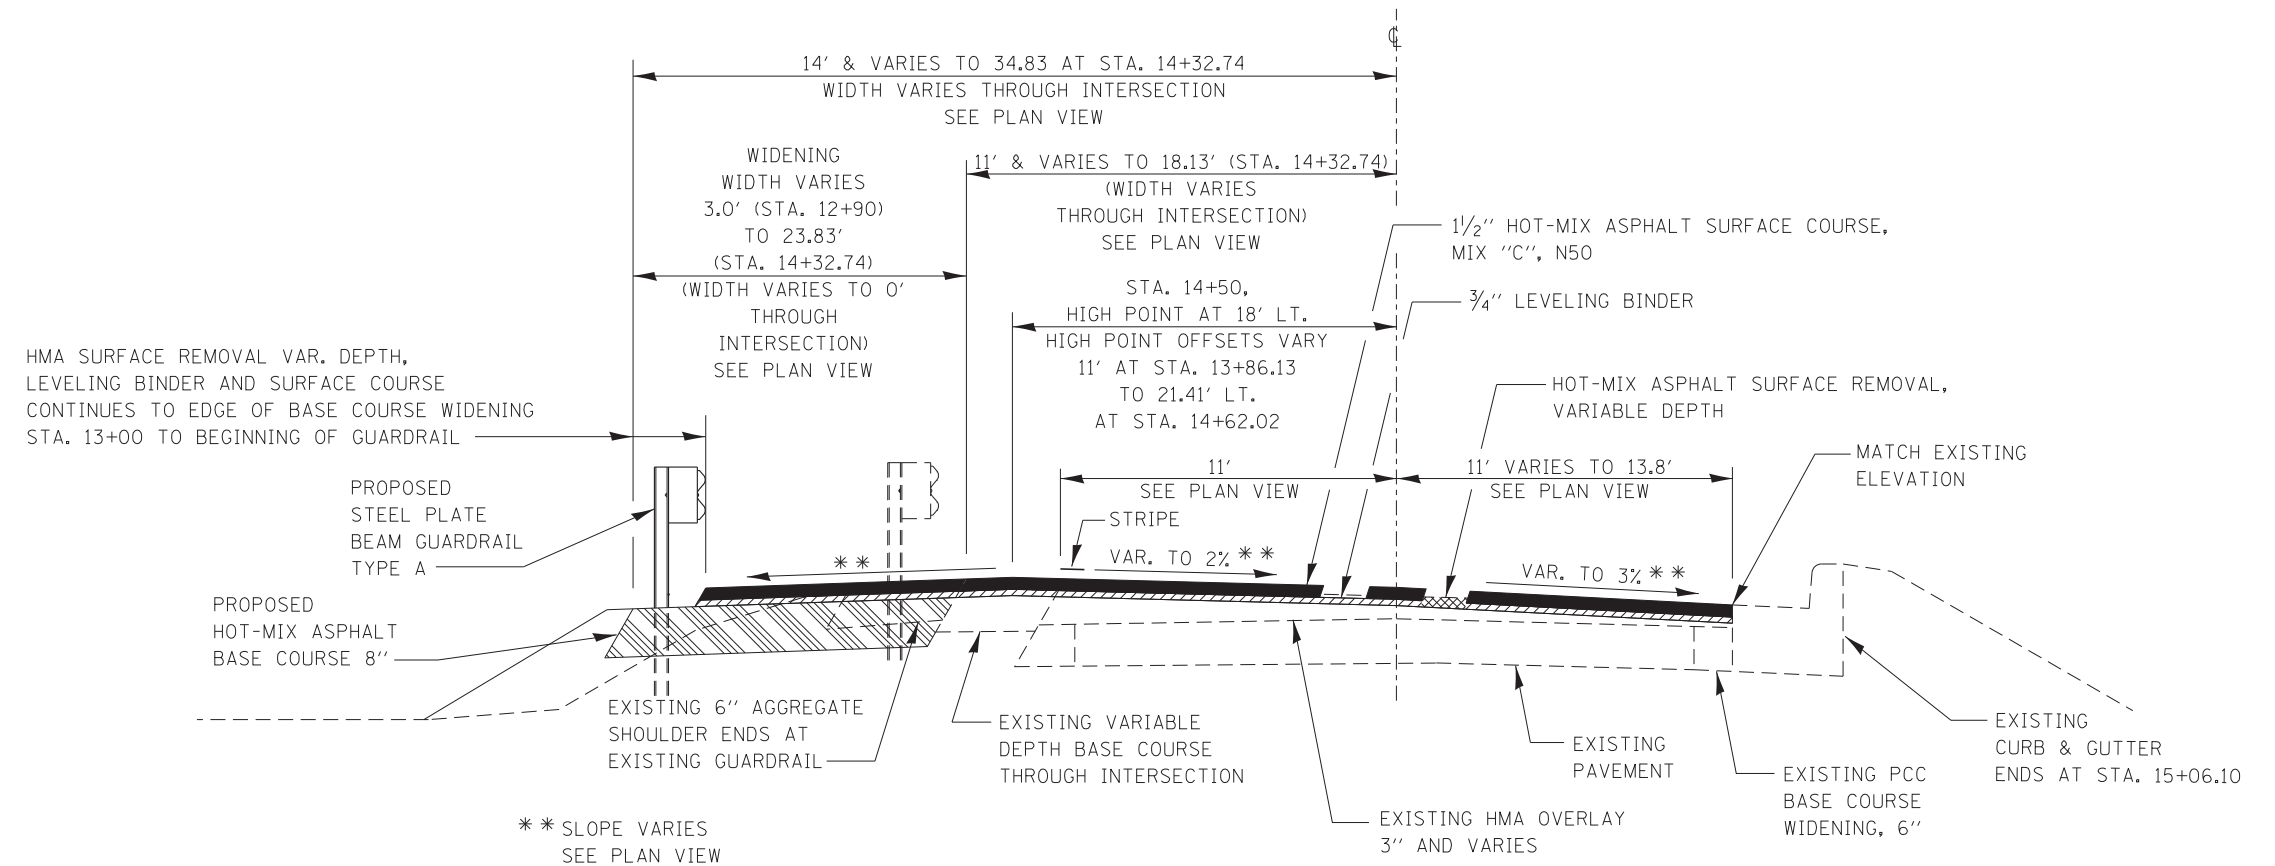 ℄
14' & VARIES TO 34.83 AT STA. 14+32.74
WIDTH VARIES THROUGH INTERSECTION
SEE PLAN VIEW
WIDENING
WIDTH VARIES
3.0' (STA. 12+90)
TO 23.83'
(STA. 14+32.74)
(WIDTH VARIES TO 0'
THROUGH
INTERSECTION)
SEE PLAN VIEW
11' & VARIES TO 18.13' (STA. 14+32.74)
(WIDTH VARIES
THROUGH INTERSECTION)
SEE PLAN VIEW
STA. 14+50,
HIGH POINT AT 18' LT.
HIGH POINT OFFSETS VARY
11' AT STA. 13+86.13
TO 21.41' LT.
AT STA. 14+62.02
1½'' HOT-MIX ASPHALT SURFACE COURSE,
MIX ''C'', N50
¾'' LEVELING BINDER
HOT-MIX ASPHALT SURFACE REMOVAL,
VARIABLE DEPTH
MATCH EXISTING
ELEVATION
HMA SURFACE REMOVAL VAR. DEPTH,
LEVELING BINDER AND SURFACE COURSE
CONTINUES TO EDGE OF BASE COURSE WIDENING
STA. 13+00 TO BEGINNING OF GUARDRAIL
11'
SEE PLAN VIEW
11' VARIES TO 13.8'
SEE PLAN VIEW
PROPOSED
STEEL PLATE
BEAM GUARDRAIL
TYPE A
STRIPE
**
VAR. TO 2% **
VAR. TO 3% **
PROPOSED
HOT-MIX ASPHALT
BASE COURSE 8''
EXISTING 6'' AGGREGATE
SHOULDER ENDS AT
EXISTING GUARDRAIL
EXISTING VARIABLE
DEPTH BASE COURSE
THROUGH INTERSECTION
EXISTING
PAVEMENT
EXISTING
CURB & GUTTER
ENDS AT STA. 15+06.10
EXISTING PCC
BASE COURSE
WIDENING, 6''
EXISTING HMA OVERLAY
3'' AND VARIES
** SLOPE VARIES
SEE PLAN VIEW